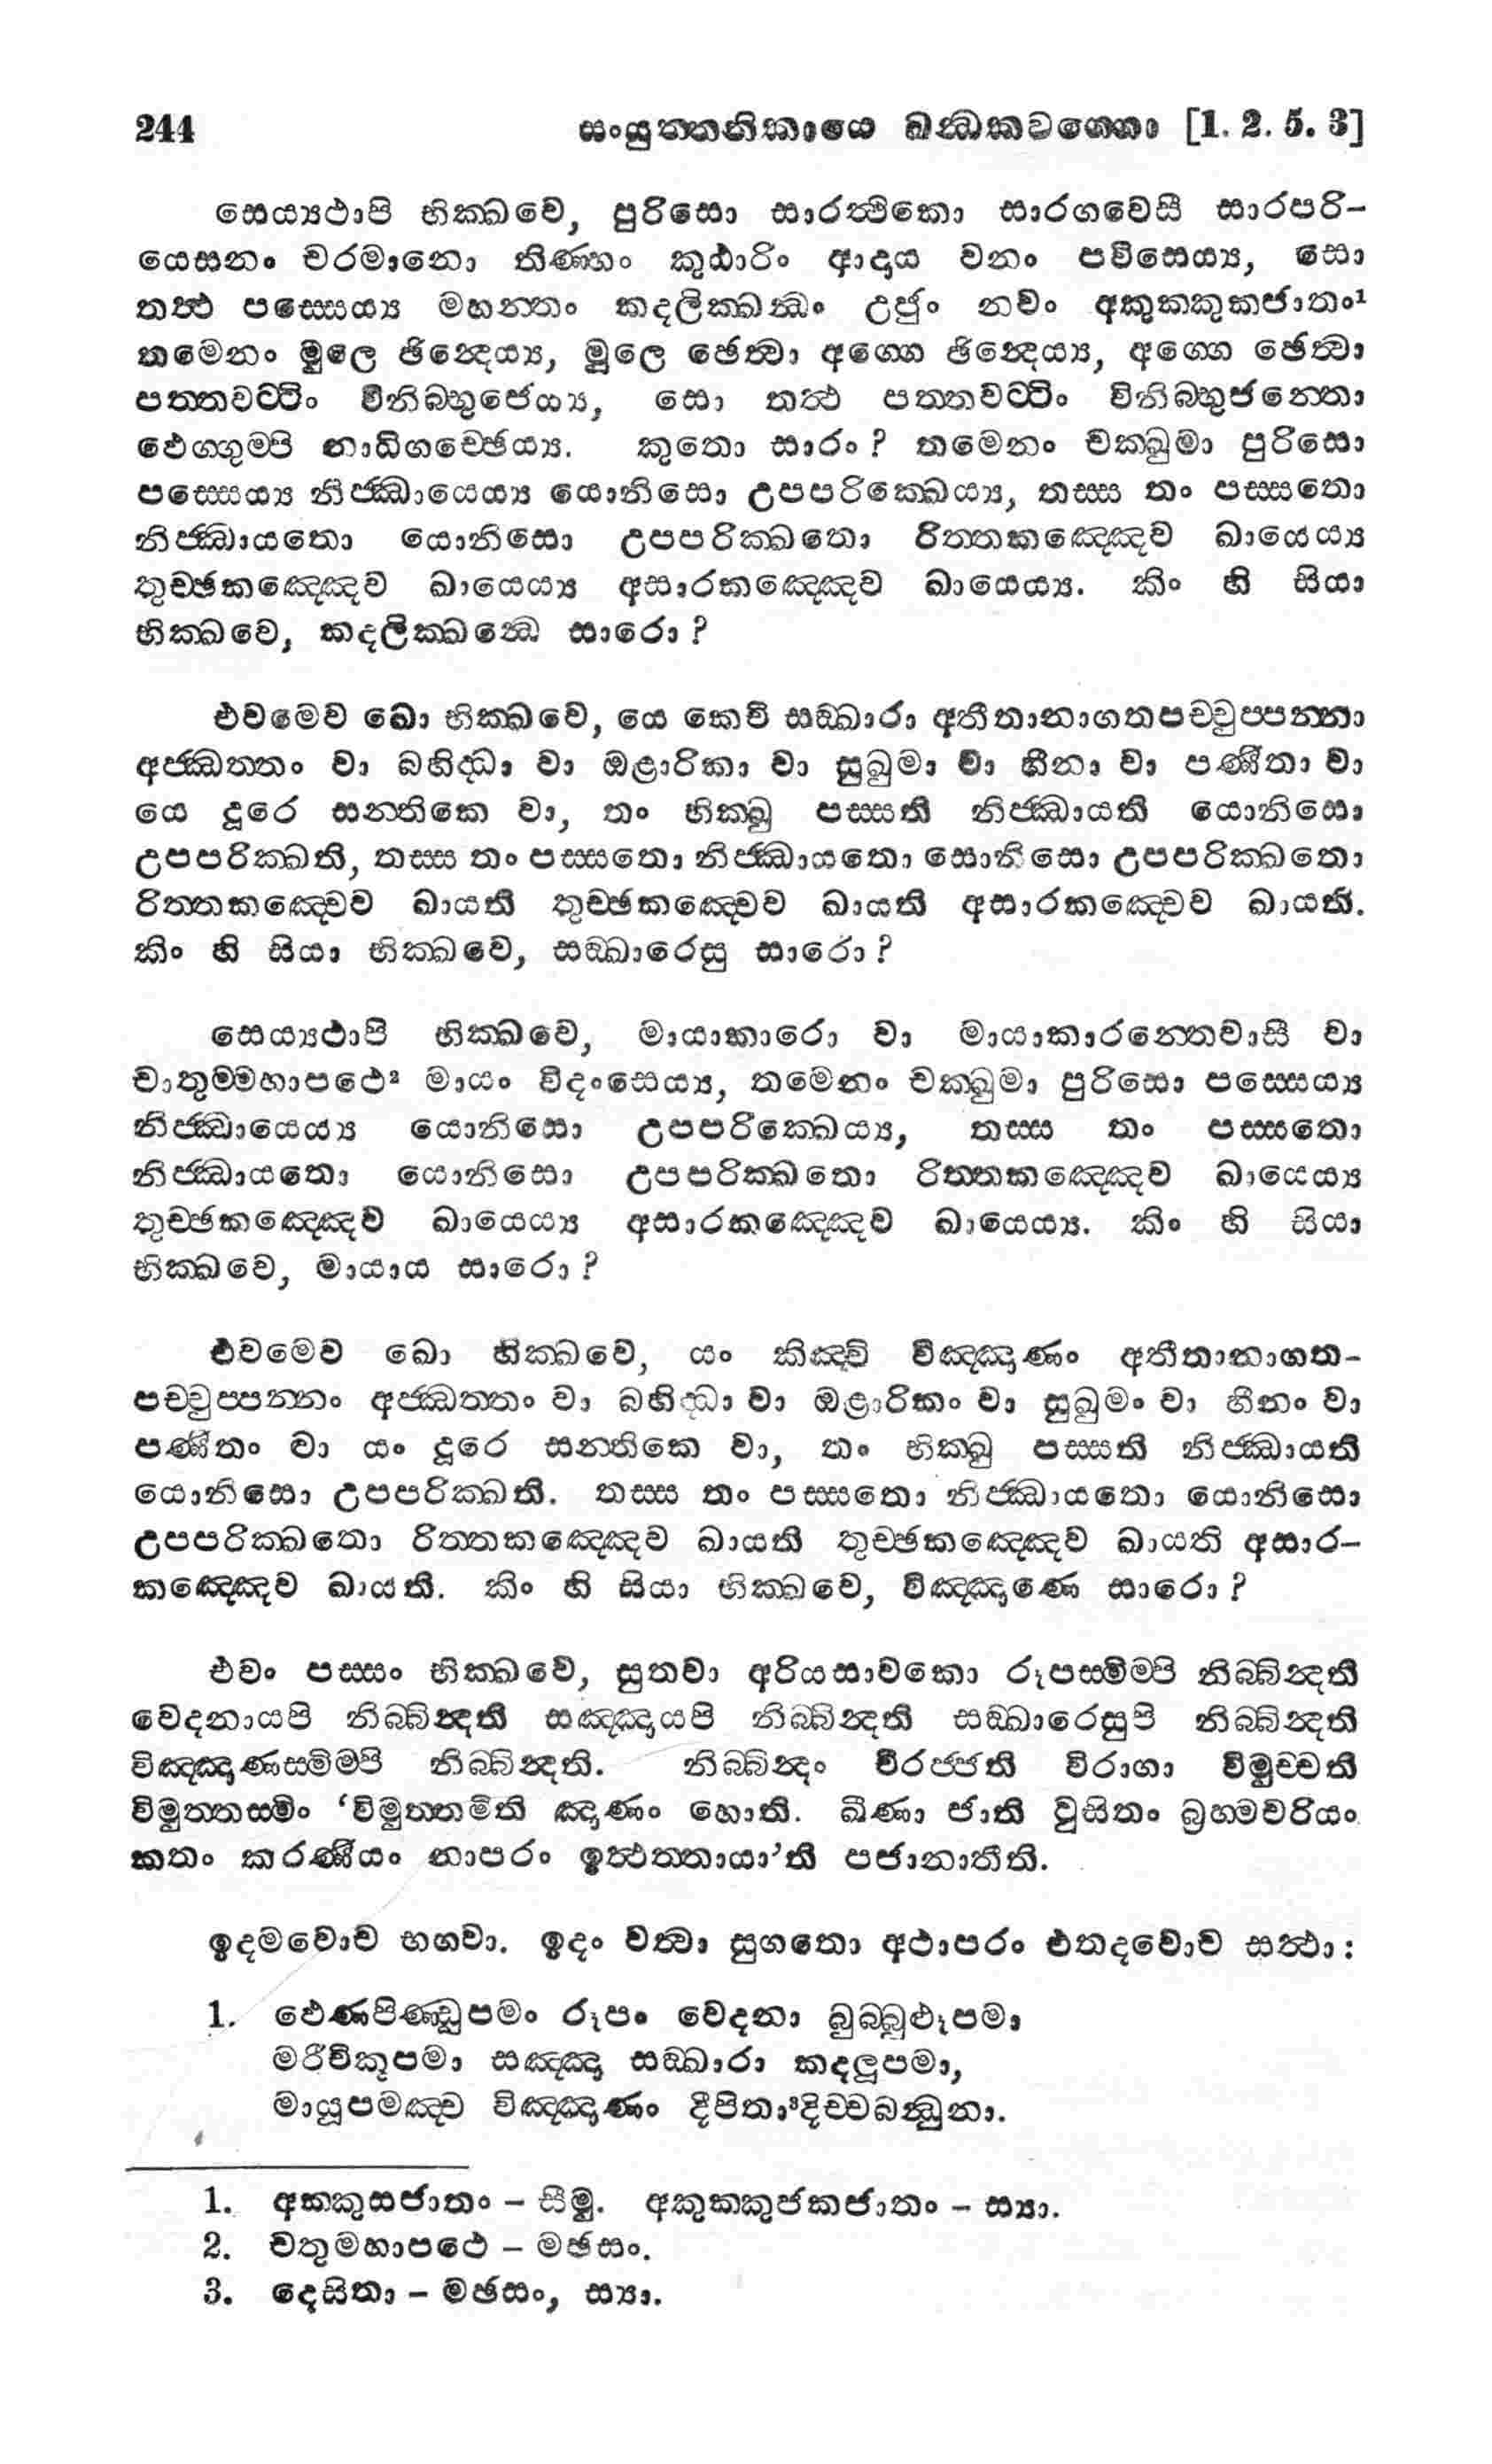 244 සංයුත්තනිකායෙ ඛන්ධකවග්ගො [1. 2. 5. 3]
සෙය්‍යථාපි භික්ඛවෙ, පුරිසො සාරත්ථිකො සාරගවෙසී සාරපරි-
යෙසනං චරමානො තිණ්හං කුඨාරිං ආදාය වනං පවිසෙය්‍ය, සො
තත්ථ පස්සෙය්‍ය මහන්තං කදලික්ඛන්ධං උජුං නවං අකුක්කුකජාතං¹
තමෙනං මූලෙ ඡින්දෙය්‍ය, මූලෙ ඡෙත්වා අග්ගෙ ඡින්දෙය්‍ය, අග්ගෙ ඡෙත්වා
පත්තවට්ටිං විනිබ්භුජෙය්‍ය, සො තත්ථ පත්තවට්ටිං විනිබ්භුජන්තො
ඵෙග්ගුම්පි නාධිගච්ඡෙය්‍ය. කුතො සාරං? තමෙනං චක්ඛුමා පුරිසො
පස්සෙය්‍ය නිජ්ඣායෙය්‍ය යොනිසො උපපරික්ඛෙය්‍ය, තස්ස තං පස්සතො
නිජ්ඣායතො යොනිසො උපපරික්ඛතො රිත්තකඤ්ඤෙව ඛායෙය්‍ය
තුච්ඡකඤ්ඤෙව ඛායෙය්‍ය අසාරකඤ්ඤෙව ඛායෙය්‍ය. කිං හි සියා
භික්ඛවෙ, කදලික්ඛන්ධෙ සාරො?
එවමෙව ඛො භික්ඛවෙ, යෙ කෙචි සඞ්ඛාරා අතීතානාගතපච්චුප්පන්නා
අජ්ඣත්තං වා බහිද්ධා වා ඔළාරිකා වා සුඛුමා වා හීනා වා පණීතා වා
යෙ දූරෙ සන්තිකෙ වා, තං භික්ඛු පස්සති නිජ්ඣායති යොනිසො
උපපරික්ඛති, තස්ස තං පස්සතො නිජ්ඣායතො සොනිසො උපපරික්ඛතො
රිත්තකඤ්චෙව ඛායති තුච්ඡකඤ්චෙව ඛායති අසාරකඤ්චෙව ඛායති.
කිං හි සියා භික්ඛවෙ, සඞ්ඛාරෙසු සාරො?
සෙය්‍යථාපි භික්ඛවෙ, මායාකාරො වා මායාකාරන්තෙවාසී වා
චාතුම්මහාපථෙ² මායං විදංසෙය්‍ය, තමෙනං චක්ඛුමා පුරිසො පස්සෙය්‍ය
නිජ්ඣායෙය්‍ය යොනිසො උපපරික්ඛෙය්‍ය, තස්ස තං පස්සතො
නිජ්ඣායතො යොනිසො උපපරික්ඛතො රිත්තකඤ්ඤෙව ඛායෙය්‍ය
තුච්ඡකඤ්ඤෙව ඛායෙය්‍ය අසාරකඤ්ඤෙව ඛායෙය්‍ය. කිං හි සියා
භික්ඛවෙ, මායාය සාරො?
එවමෙව ඛො භික්ඛවෙ, යං කිඤ්චි විඤ්ඤාණං අතීතානාගත-
පච්චුප්පන්නං අජ්ඣත්තං වා බහිද්ධා වා ඔළාරිකං වා සුඛුමං වා හීනං වා
පණීතං වා යං දූරෙ සන්තිකෙ වා, තං භික්ඛු පස්සති නිජ්ඣායති
යොනිසො උපපරික්ඛති. තස්ස තං පස්සතො නිජ්ඣායතො යොනිසො
උපපරික්ඛතො රිත්තකඤ්ඤෙව ඛායති තුච්ඡකඤ්ඤෙව ඛායති අසාර-
කඤ්ඤෙව ඛායති. කිං හි සියා භික්ඛවෙ, විඤ්ඤාණෙ සාරො?
එවං පස්සං භික්ඛවෙ, සුතවා අරියසාවකො රූපස්මිම්පි නිබ්බින්දති
වෙදනායපි නිබ්බින්දති සඤ්ඤායපි නිබ්බින්දති සඞ්ඛාරෙසුපි නිබ්බින්දති
විඤ්ඤාණස්මිම්පි නිබ්බින්දති. නිබ්බින්දං විරජ්ජති විරාගා විමුච්චති
විමුත්තස්මිං ‘විමුත්තමිති ඤාණං හොති. ඛීණා ජාති වුසිතං බ්‍රහ්මචරියං
කතං කරණීයං නාපරං ඉත්ථත්තායා’ති පජානාතීති.
ඉදමවොච භගවා. ඉදං වත්වා සුගතො අථාපරං එතදවොච සත්ථා:
1. ඵෙණපිණ්ඩූපමං රූපං වෙදනා බුබ්බුළූපමා
මරීචිකූපමා සඤ්ඤා සඞ්ඛාරා කදලූපමා,
මායූපමඤ්ච විඤ්ඤාණං දීපිතා³දිච්චබන්ධුනා.
1. අකකුසජාතං – සීමු. අකුක්කුජකජාතං – ස්‍යා.
2. චතුමහාපථෙ – මඡසං.
3. දෙසිතා – මඡසං, ස්‍යා.